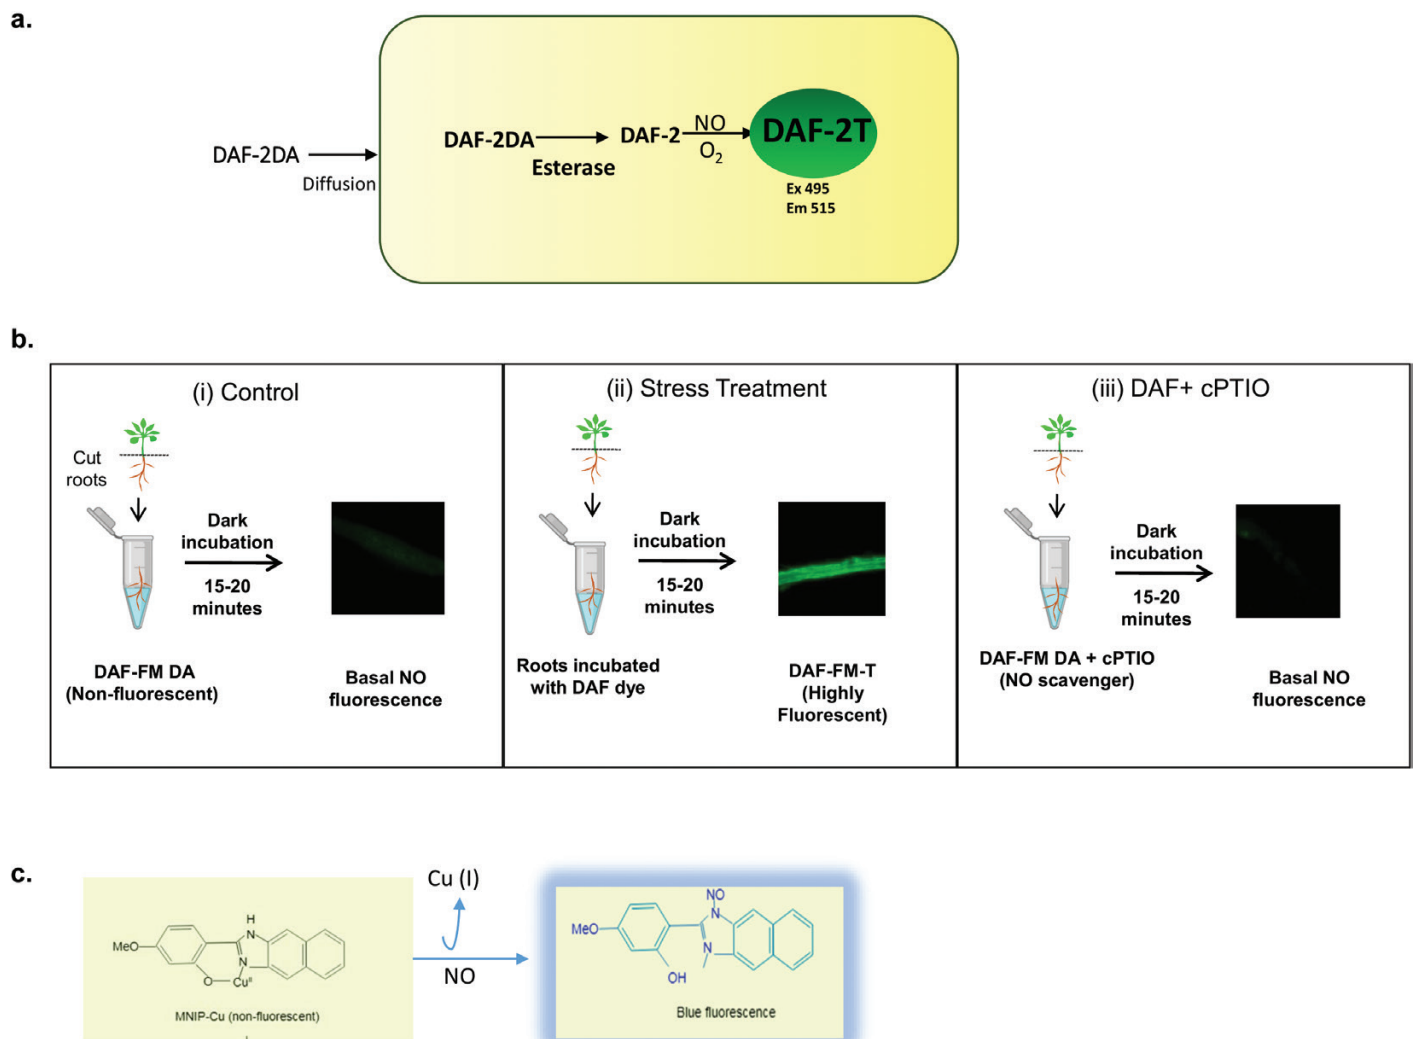 a.
DAF-2DA
Diffusion
DAF-2DA
Esterase
DAF-2
NO
O2
DAF-2T
Ex 495
Em 515
b.
(i) Control
Cut
roots
Dark
incubation
15-20
minutes
DAF-FM DA
(Non-fluorescent)
Basal NO
fluorescence
(ii) Stress Treatment
Dark
incubation
15-20
minutes
Roots incubated
with DAF dye
DAF-FM-T
(Highly
Fluorescent)
(iii) DAF+ cPTIO
Dark
incubation
15-20
minutes
DAF-FM DA + cPTIO
(NO scavenger)
Basal NO
fluorescence
c.
MeO
H
N
N
O
Cu^II
MNIP-Cu (non-fluorescent)
Cu (I)
NO
NO
N
MeO
N
OH
Blue fluorescence